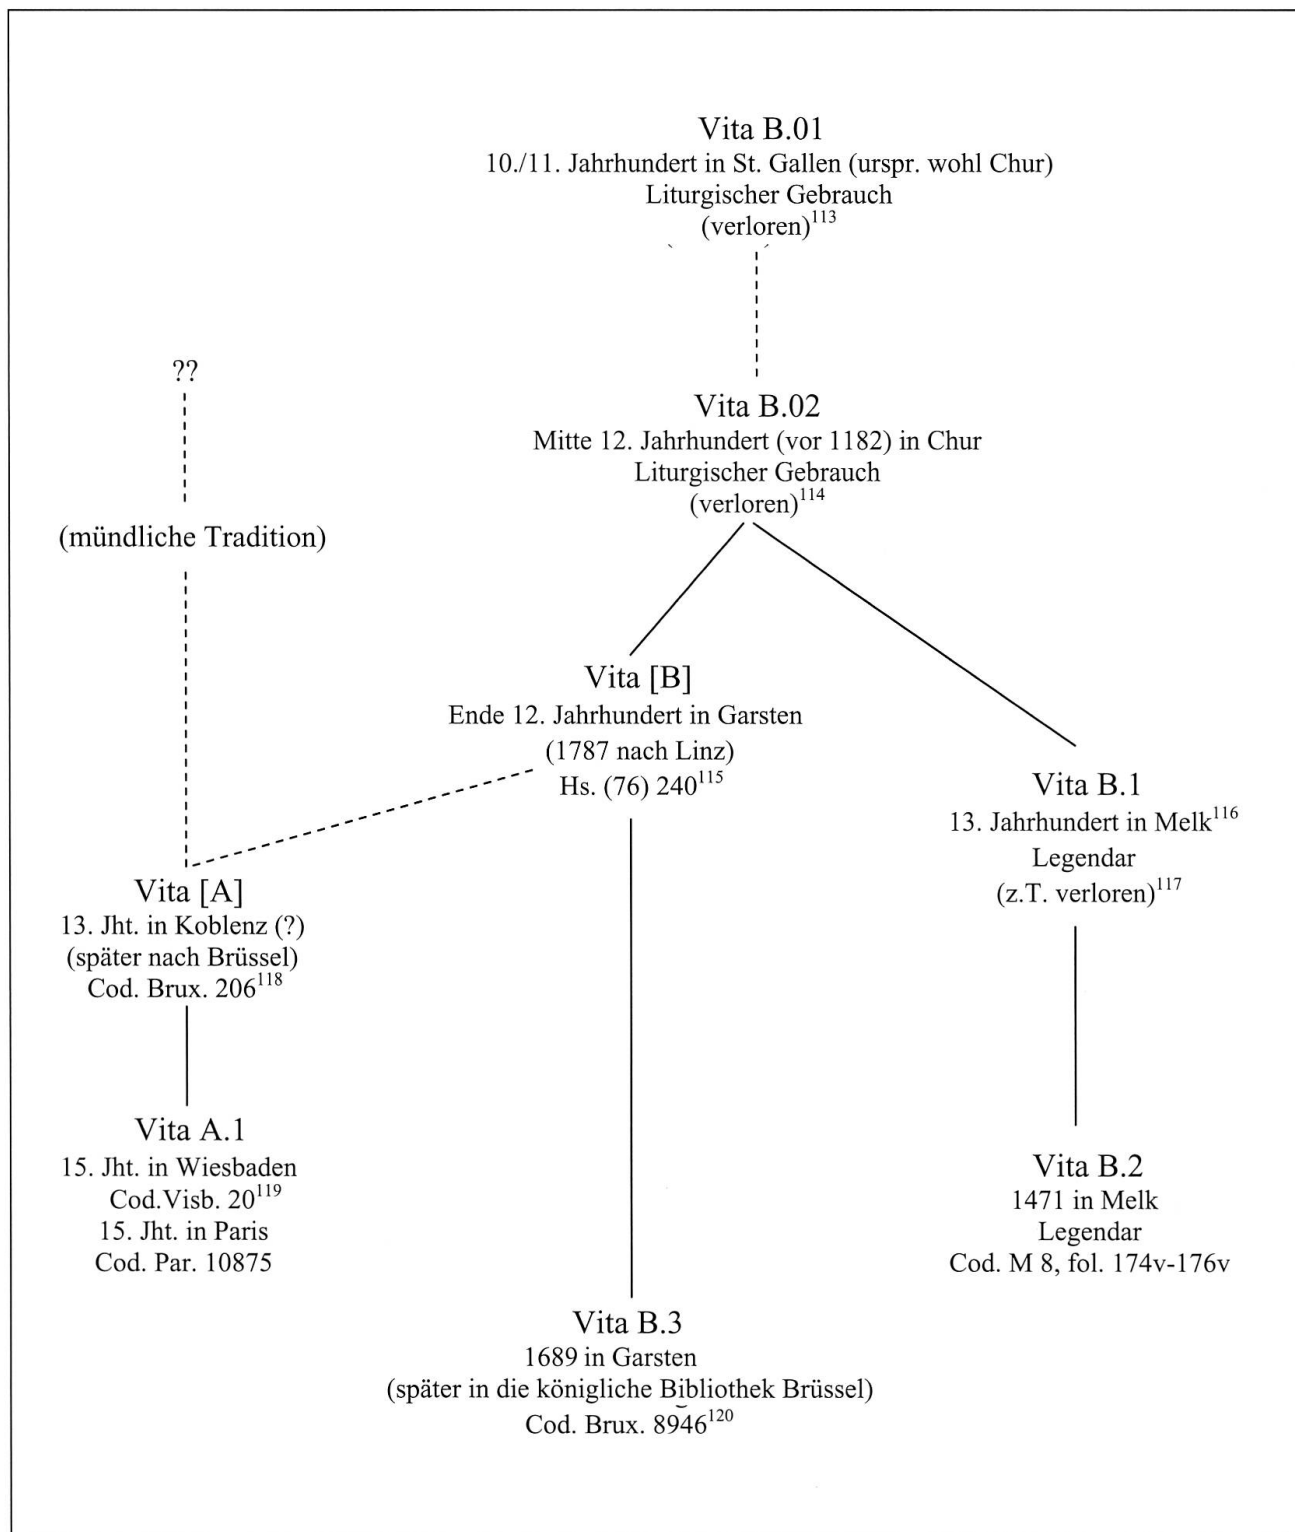 Vita B.01
10./11. Jahrhundert in St. Gallen (urspr. wohl Chur)
Liturgischer Gebrauch
(verloren)113
??
Vita B.02
Mitte 12. Jahrhundert (vor 1182) in Chur
Liturgischer Gebrauch
(verloren)114
(mündliche Tradition)
Vita [B]
Ende 12. Jahrhundert in Garsten
(1787 nach Linz)
Hs. (76) 240115
Vita B.1
13. Jahrhundert in Melk116
Legendar
(z.T. verloren)117
Vita [A]
13. Jht. in Koblenz (?)
(später nach Brüssel)
Cod. Brux. 206118
Vita A.1
15. Jht. in Wiesbaden
Cod.Visb. 20119
15. Jht. in Paris
Cod. Par. 10875
Vita B.2
1471 in Melk
Legendar
Cod. M 8, fol. 174v-176v
Vita B.3
1689 in Garsten
(später in die königliche Bibliothek Brüssel)
Cod. Brux. 8946120